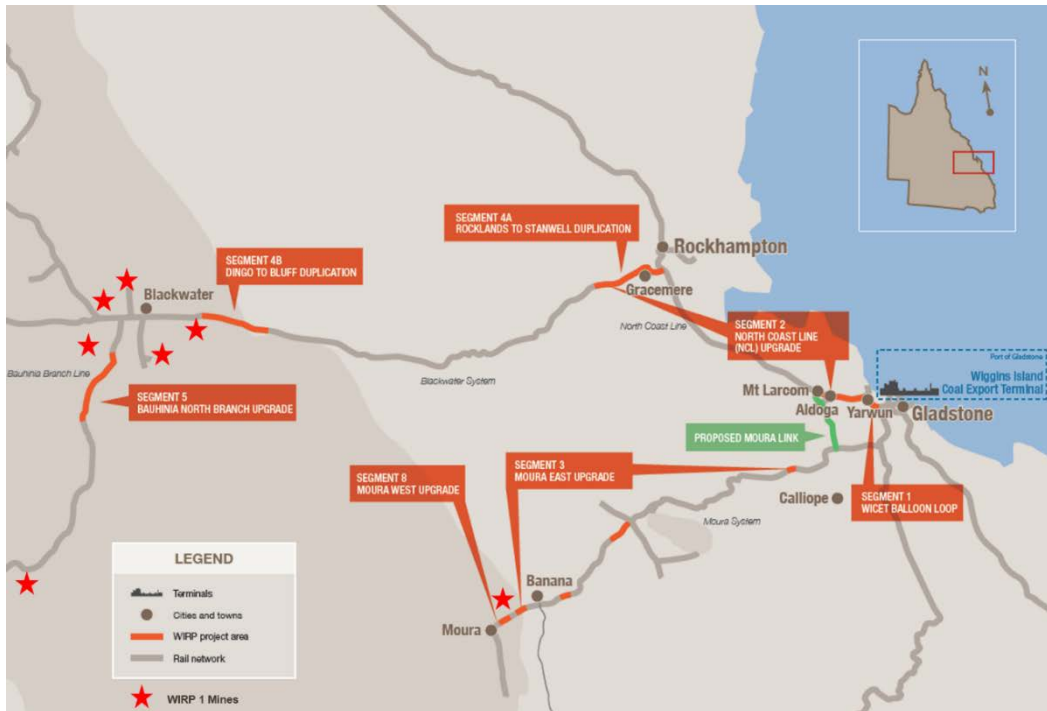 N
SEGMENT 4A
ROCKLANDS TO STANWELL DUPLICATION
Rockhampton
Gracemere
SEGMENT 4B
DINGO TO BLUFF DUPLICATION
Blackwater
North Coast Line
SEGMENT 2
NORTH COAST LINE
(NCL) UPGRADE
Port of Gladstone
Wiggins Island
Coal Export Terminal
Bauhinia Branch Line
Blackwater System
Mt Larcom
Aldoga
Yarwun
Gladstone
SEGMENT 5
BAUHINIA NORTH BRANCH UPGRADE
PROPOSED MOURA LINK
SEGMENT 3
MOURA EAST UPGRADE
SEGMENT 8
MOURA WEST UPGRADE
Calliope
SEGMENT 1
WICET BALLOON LOOP
Moura System
Banana
Moura
LEGEND
Terminals
Cities and towns
WIRP project area
Rail network
WIRP 1 Mines